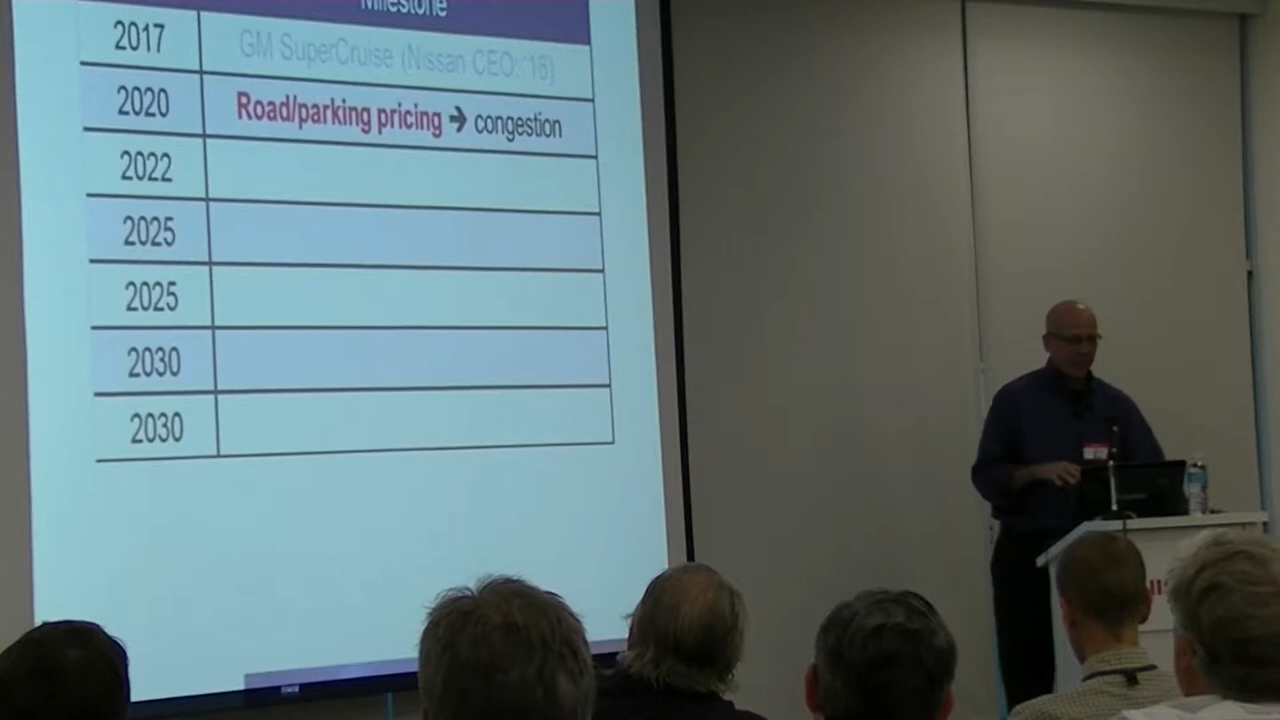 Milestone
2017 GM SuperCruise (Nissan CEO: '16)
2020 Road/parking pricing ➔ congestion
2022
2025
2025
2030
2030